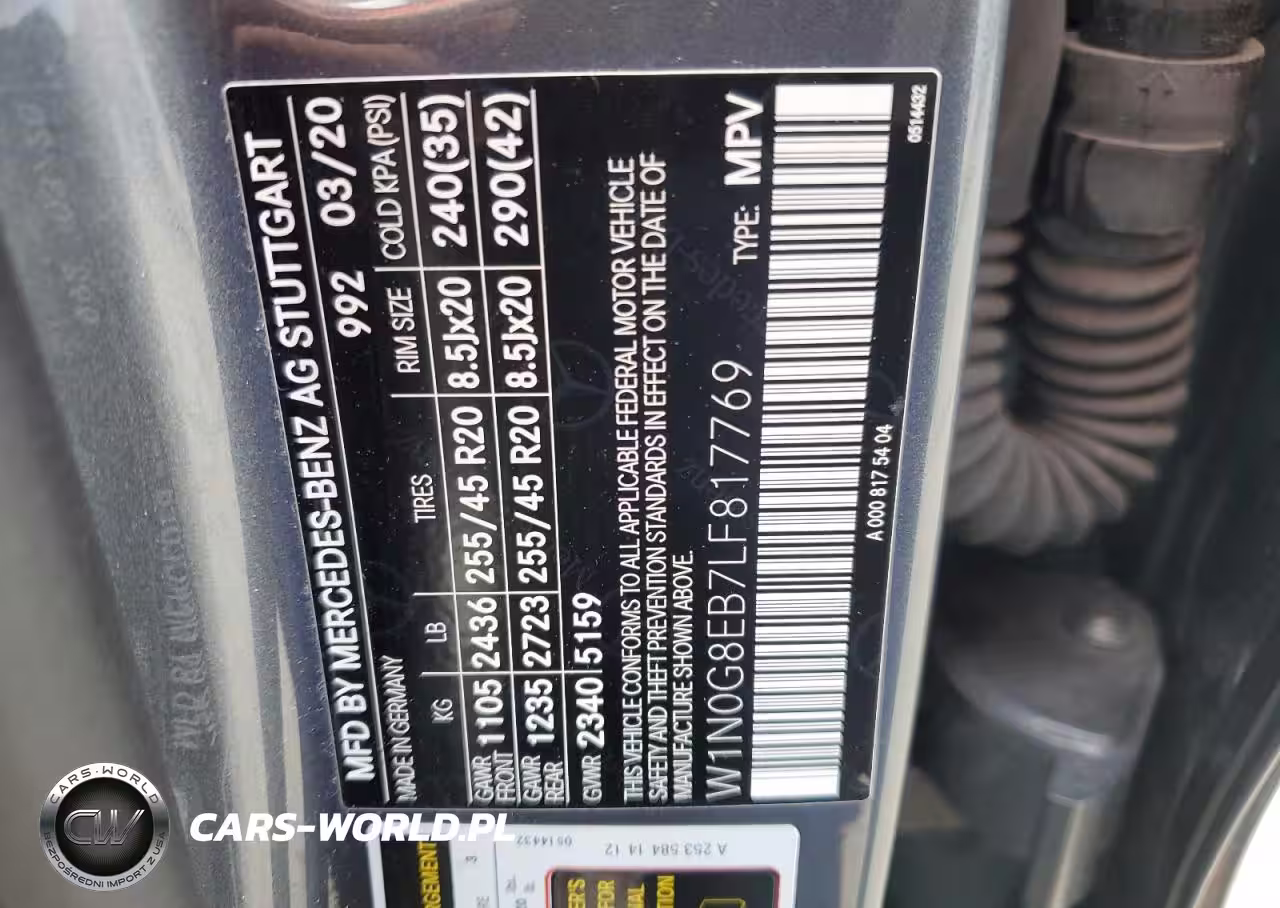 MFD BY MERCEDES-BENZ AG STUTTGART
MADE IN GERMANY 992 03/20
KG LB TIRES RIM SIZE COLD KPA (PSI)
GAWR FRONT 1105 2436 255/45 R20 8.5Jx20 240(35)
GAWR REAR 1235 2723 255/45 R20 8.5Jx20 290(42)
GVWR 2340 5159
THIS VEHICLE CONFORMS TO ALL APPLICABLE FEDERAL MOTOR VEHICLE
SAFETY AND THEFT PREVENTION STANDARDS IN EFFECT ON THE DATE OF
MANUFACTURE SHOWN ABOVE.
W1N0G8EB7LF817769 TYPE: MPV
A 000 817 54 04
0514432
0514432
A 253 584 14 12
CARS-WORLD
CW
BEZPOŚREDNI IMPORT Z USA
CARS-WORLD.PL